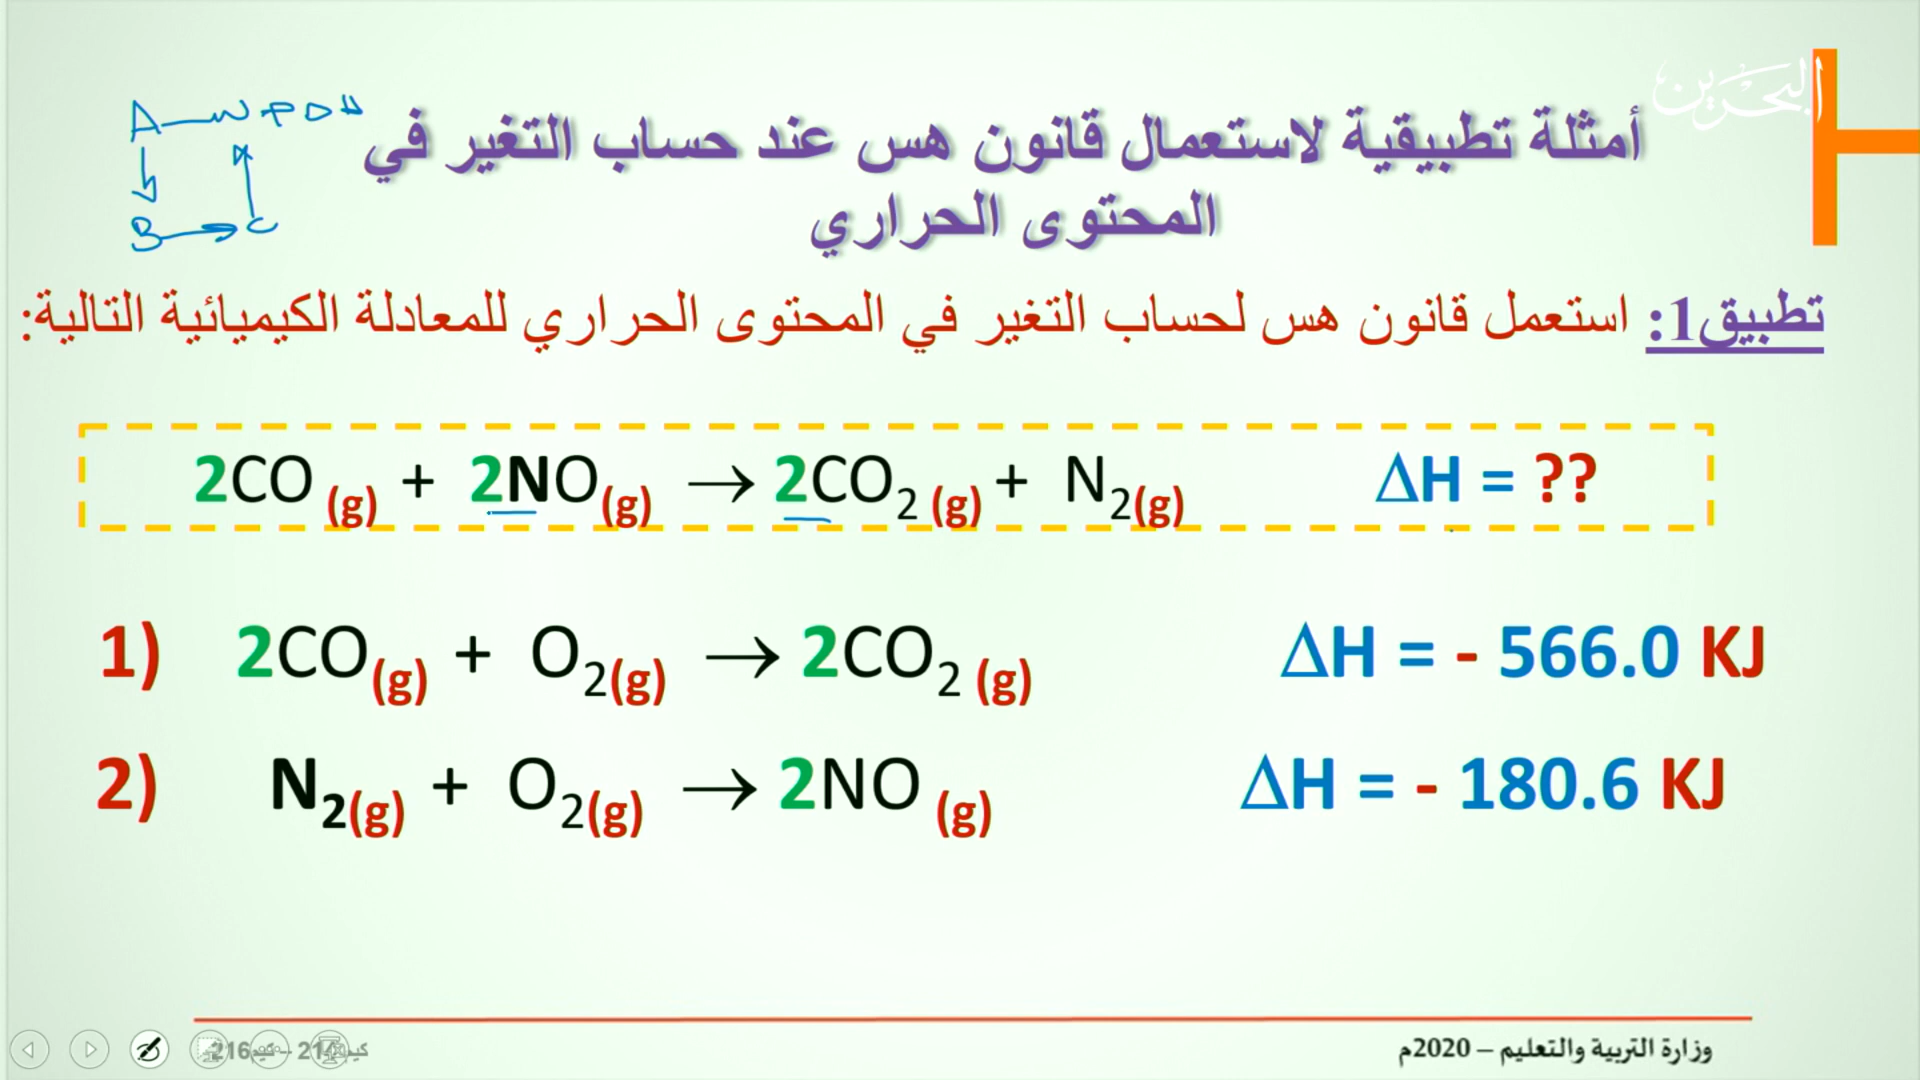 البحرين
أمثلة تطبيقية لاستعمال قانون هس عند حساب التغير في
المحتوى الحراري
A
B → C
تطبيق1: استعمل قانون هس لحساب التغير في المحتوى الحراري للمعادلة الكيميائية التالية:
2CO (g) + 2NO(g) → 2CO₂ (g) + N₂(g) ΔH = ??
1) 2CO(g) + O₂(g) → 2CO₂ (g) ΔH = - 566.0 KJ
2) N₂(g) + O₂(g) → 2NO (g) ΔH = - 180.6 KJ
وزارة التربية والتعليم – 2020م